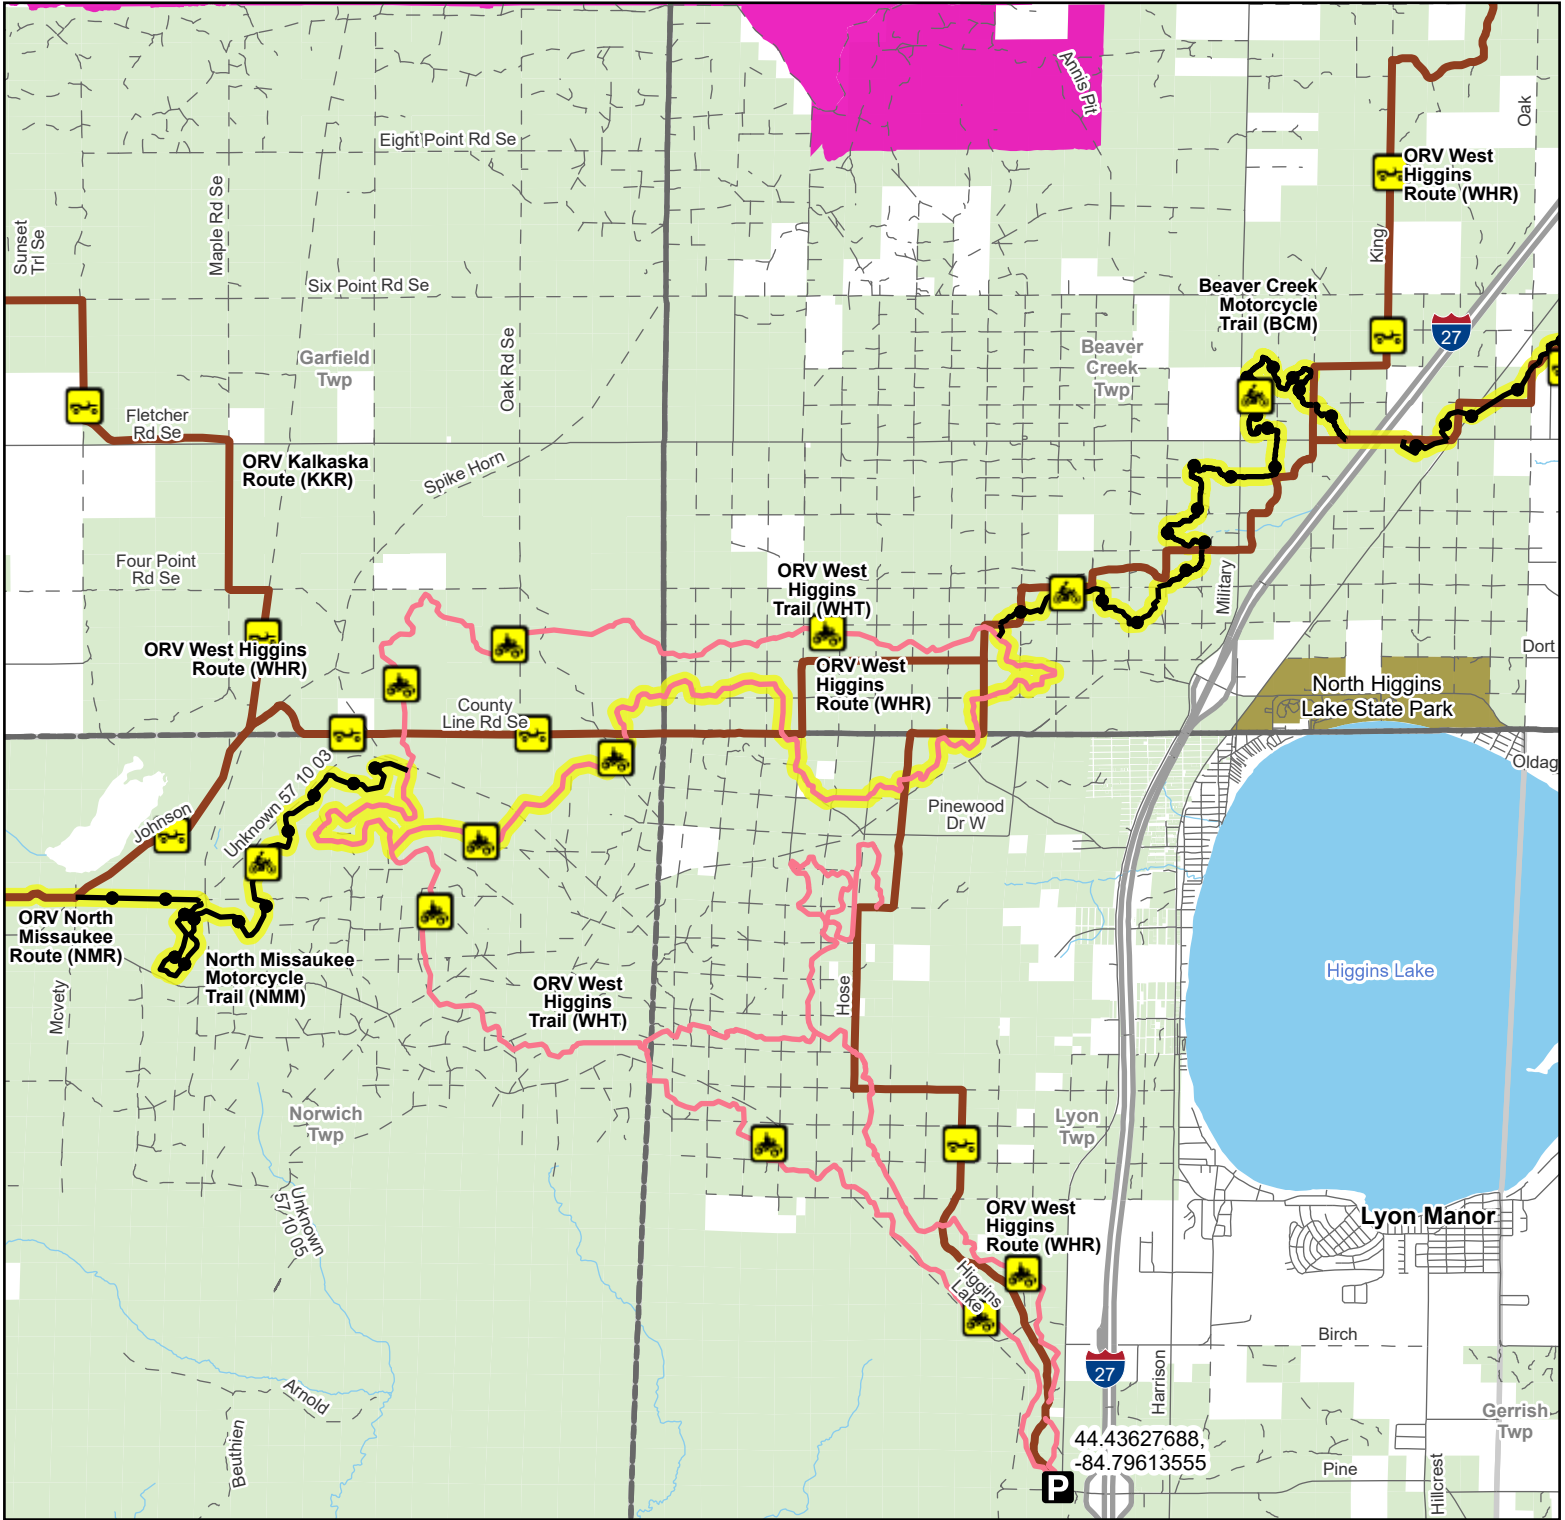 Annis Pit
Oak
Eight Point Rd Se
ORV West
Higgins
Route (WHR)
Maple Rd Se
Sunset
Trl Se
King
Six Point Rd Se
Beaver Creek
Motorcycle
Trail (BCM)
27
Garfield
Twp
Oak Rd Se
Beaver
Creek
Twp
Fletcher
Rd Se
ORV Kalkaska
Route (KKR)
Spike Horn
Four Point
Rd Se
ORV West
Higgins
Trail (WHT)
Military
ORV West Higgins
Route (WHR)
ORV West
Higgins
Route (WHR)
Dort
North Higgins
Lake State Park
County
Line Rd Se
Oldag
Unknown 57 10 03
Johnson
Pinewood
Dr W
ORV North
Missaukee
Route (NMR)
North Missaukee
Motorcycle
Trail (NMM)
Mcvety
ORV West
Higgins
Trail (WHT)
Hose
Higgins Lake
Norwich
Twp
Lyon
Twp
Unknown
57 10 05
ORV West
Higgins
Route (WHR)
Lyon Manor
Higgins
Lake
Birch
27
Harrison
Arnold
Beuthien
Gerrish
Twp
44.43627688,
-84.79613555
P
Pine
Hillcrest